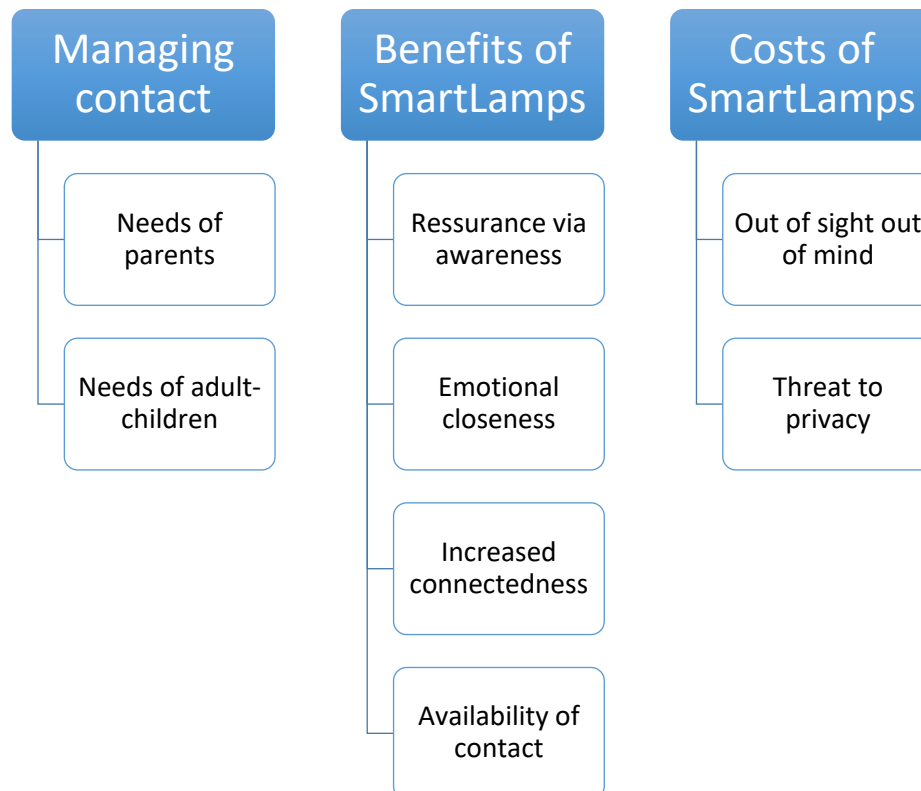 Managing
contact
Needs of
parents
Needs of adult-
children
Benefits of
SmartLamps
Ressurance via
awareness
Emotional
closeness
Increased
connectedness
Availability of
contact
Costs of
SmartLamps
Out of sight out
of mind
Threat to
privacy